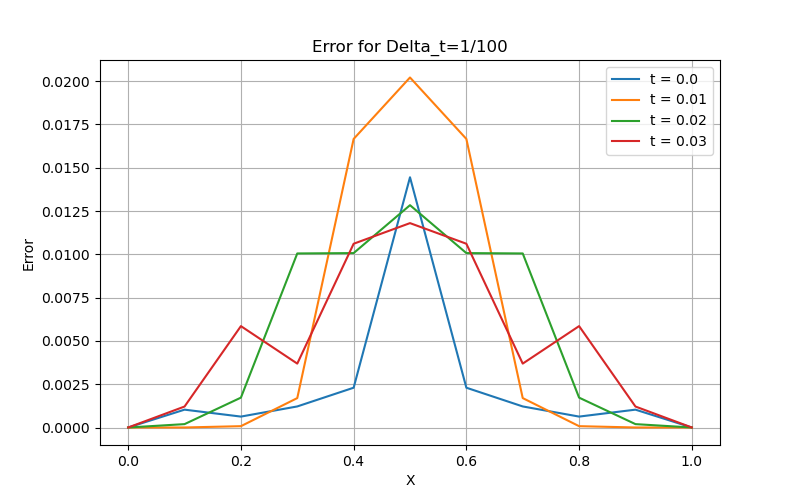 Error for Delta_t=1/100
t = 0.0
t = 0.01
t = 0.02
t = 0.03
Error
0.0200
0.0175
0.0150
0.0125
0.0100
0.0075
0.0050
0.0025
0.0000
0.0 0.2 0.4 0.6 0.8 1.0
X